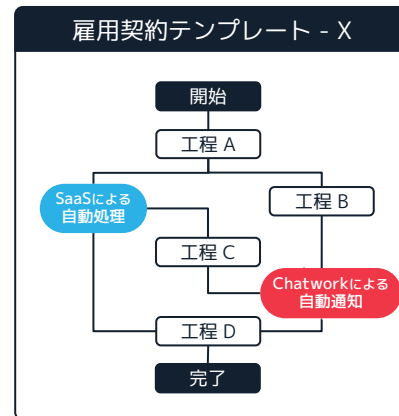 雇用契約テンプレート - X
開始
工程 A
SaaSによる
自動処理
工程 B
工程 C
Chatworkによる
自動通知
工程 D
完了